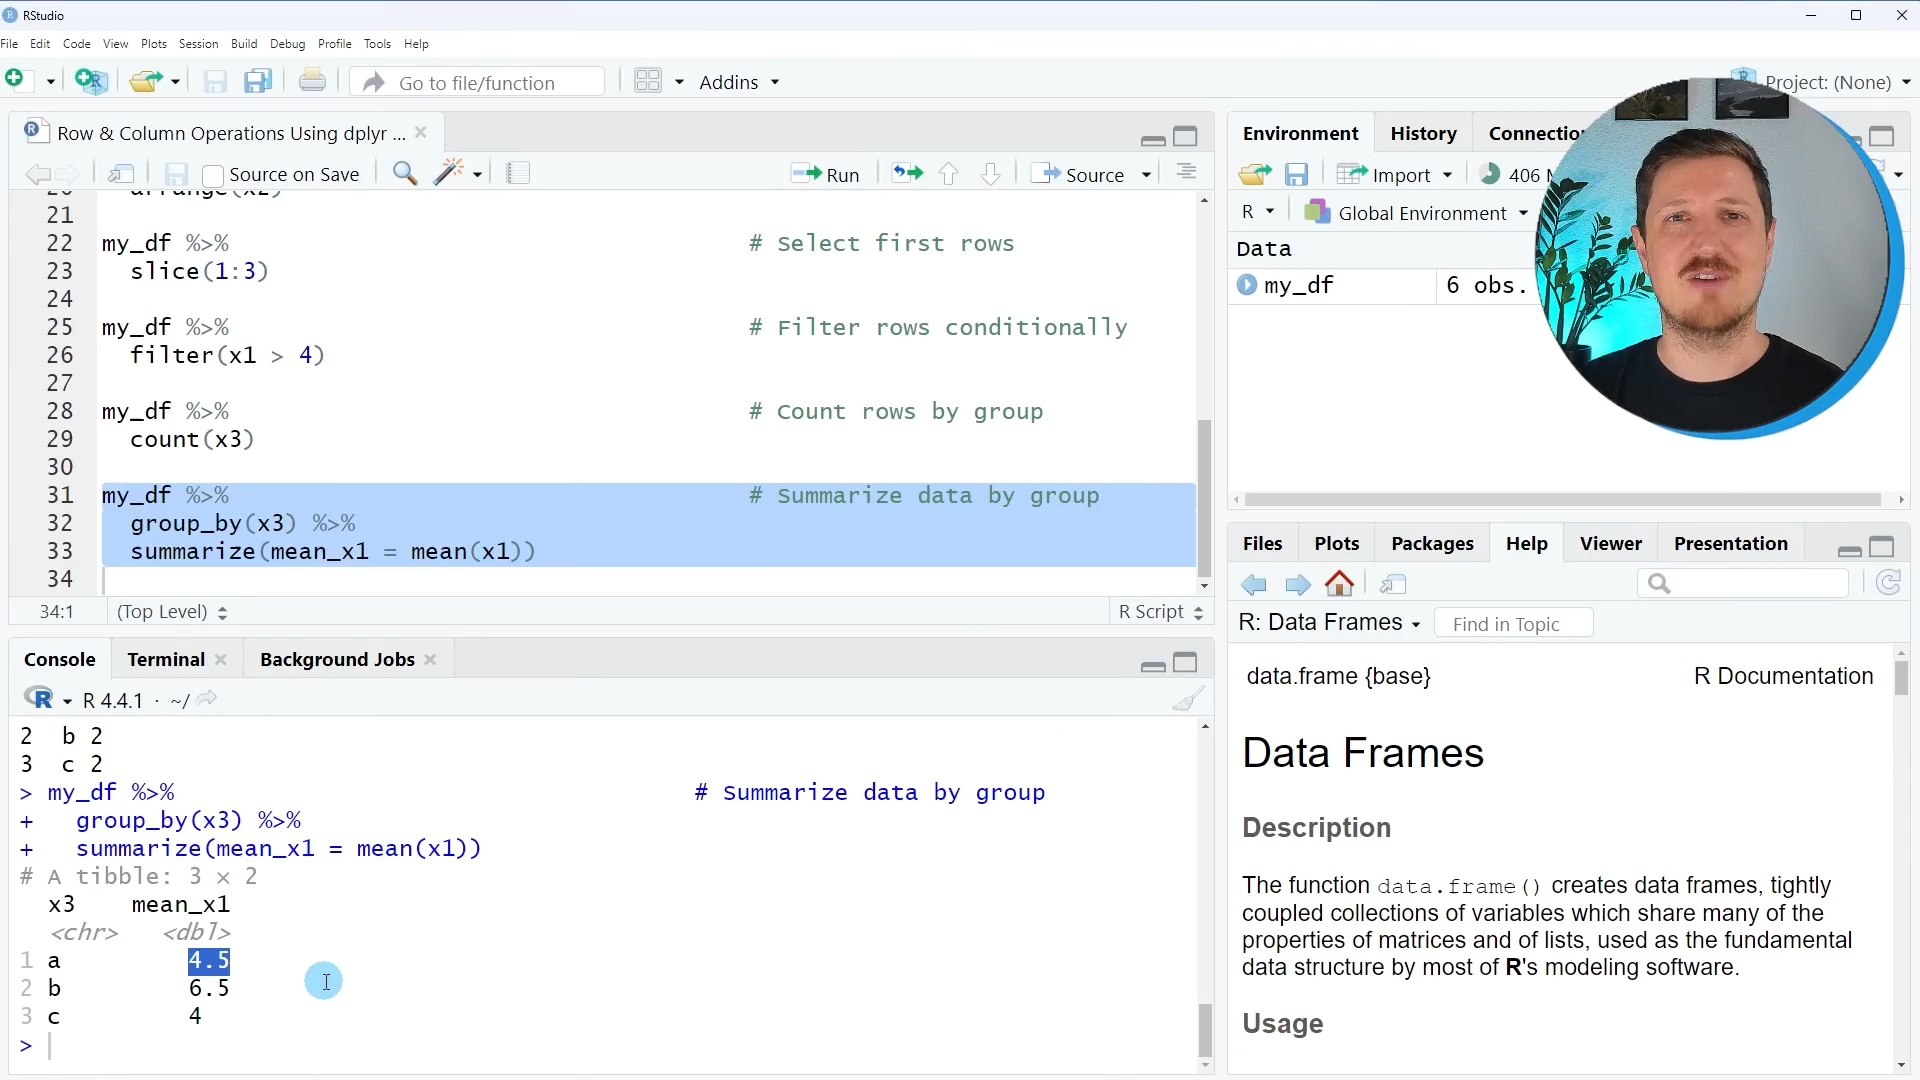 RStudio
File Edit Code View Plots Session Build Debug Profile Tools Help
Go to file/function Addins Project: (None)
Row & Column Operations Using dplyr ...
Source on Save Run Source
21
22 my_df %>% # Select first rows
23 slice(1:3)
24
25 my_df %>% # Filter rows conditionally
26 filter(x1 > 4)
27
28 my_df %>% # Count rows by group
29 count(x3)
30
31 my_df %>% # Summarize data by group
32 group_by(x3) %>%
33 summarize(mean_x1 = mean(x1))
34
34:1 (Top Level) R Script
Console Terminal Background Jobs
R 4.4.1 · ~/
2 b 2
3 c 2
> my_df %>% # Summarize data by group
+ group_by(x3) %>%
+ summarize(mean_x1 = mean(x1))
# A tibble: 3 × 2
x3 mean_x1
<chr> <dbl>
1 a 4.5
2 b 6.5
3 c 4
>
Environment History
Import 406
R Global Environment
Data
my_df 6 obs.
Files Plots Packages Help Viewer Presentation
R: Data Frames Find in Topic
data.frame {base} R Documentation
Data Frames
Description
The function data.frame() creates data frames, tightly
coupled collections of variables which share many of the
properties of matrices and of lists, used as the fundamental
data structure by most of R's modeling software.
Usage